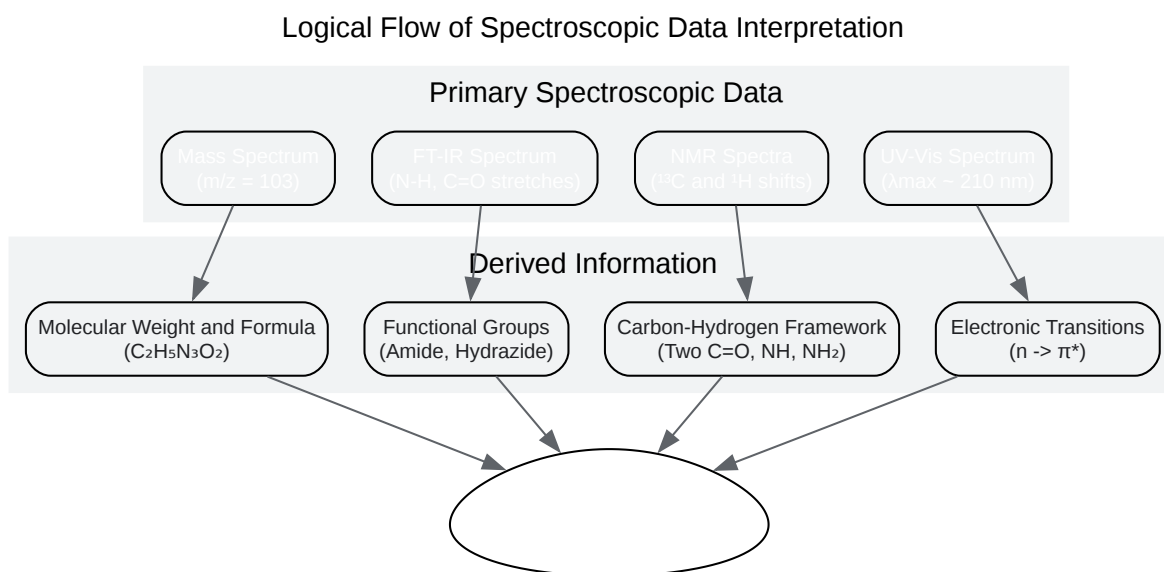 Logical Flow of Spectroscopic Data Interpretation
Primary Spectroscopic Data
Mass Spectrum
(m/z = 103)
FT-IR Spectrum
(N-H, C=O stretches)
NMR Spectra
(¹³C and ¹H shifts)
UV-Vis Spectrum
(λmax ~ 210 nm)
Derived Information
Molecular Weight and Formula
(C₂H₅N₃O₂)
Functional Groups
(Amide, Hydrazide)
Carbon-Hydrogen Framework
(Two C=O, NH, NH₂)
Electronic Transitions
(n -> π*)